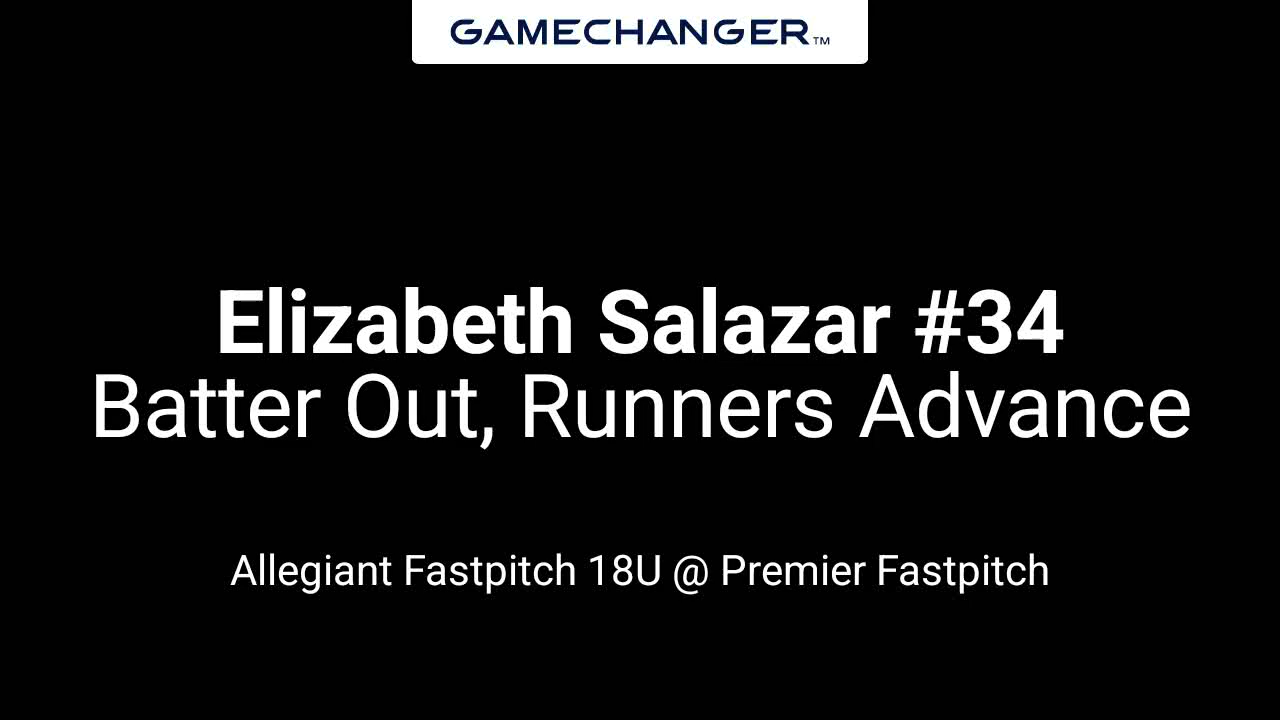 GAMECHANGER™
Elizabeth Salazar #34
Batter Out, Runners Advance
Allegiant Fastpitch 18U @ Premier Fastpitch